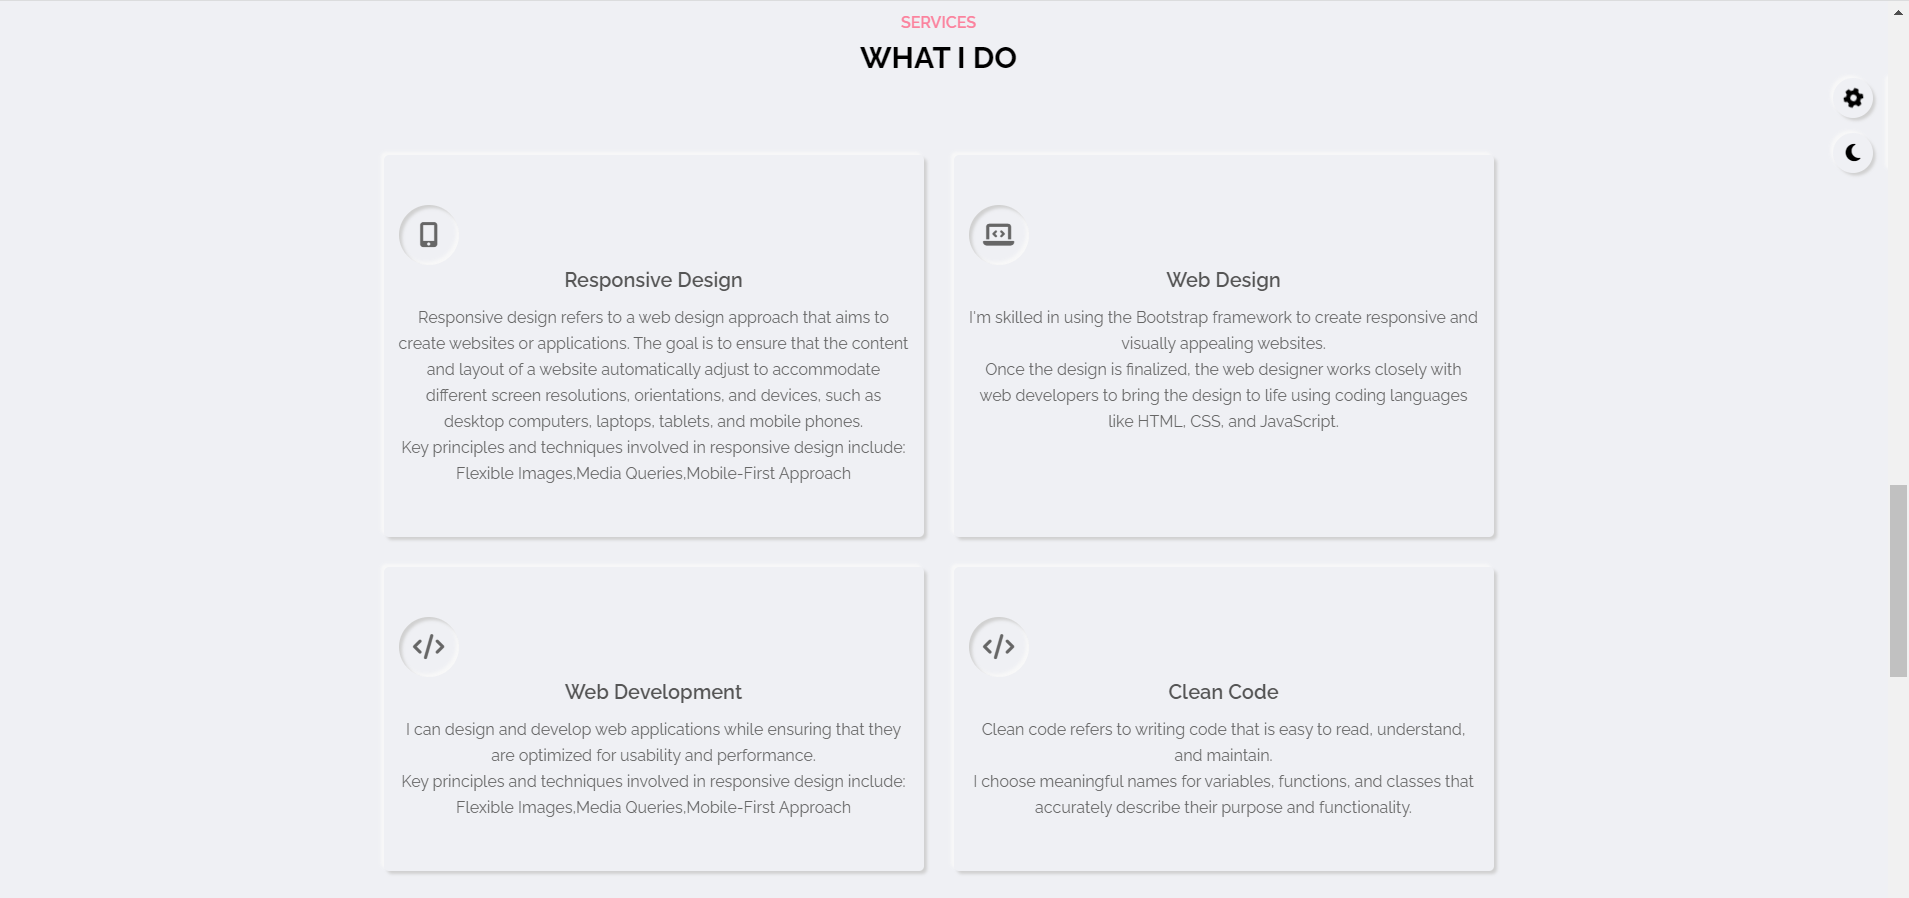 SERVICES
WHAT I DO
Responsive Design
Responsive design refers to a web design approach that aims to
create websites or applications. The goal is to ensure that the content
and layout of a website automatically adjust to accommodate
different screen resolutions, orientations, and devices, such as
desktop computers, laptops, tablets, and mobile phones.
Key principles and techniques involved in responsive design include:
Flexible Images,Media Queries,Mobile-First Approach
Web Design
I'm skilled in using the Bootstrap framework to create responsive and
visually appealing websites.
Once the design is finalized, the web designer works closely with
web developers to bring the design to life using coding languages
like HTML, CSS, and JavaScript.
Web Development
I can design and develop web applications while ensuring that they
are optimized for usability and performance.
Key principles and techniques involved in responsive design include:
Flexible Images,Media Queries,Mobile-First Approach
Clean Code
Clean code refers to writing code that is easy to read, understand,
and maintain.
I choose meaningful names for variables, functions, and classes that
accurately describe their purpose and functionality.